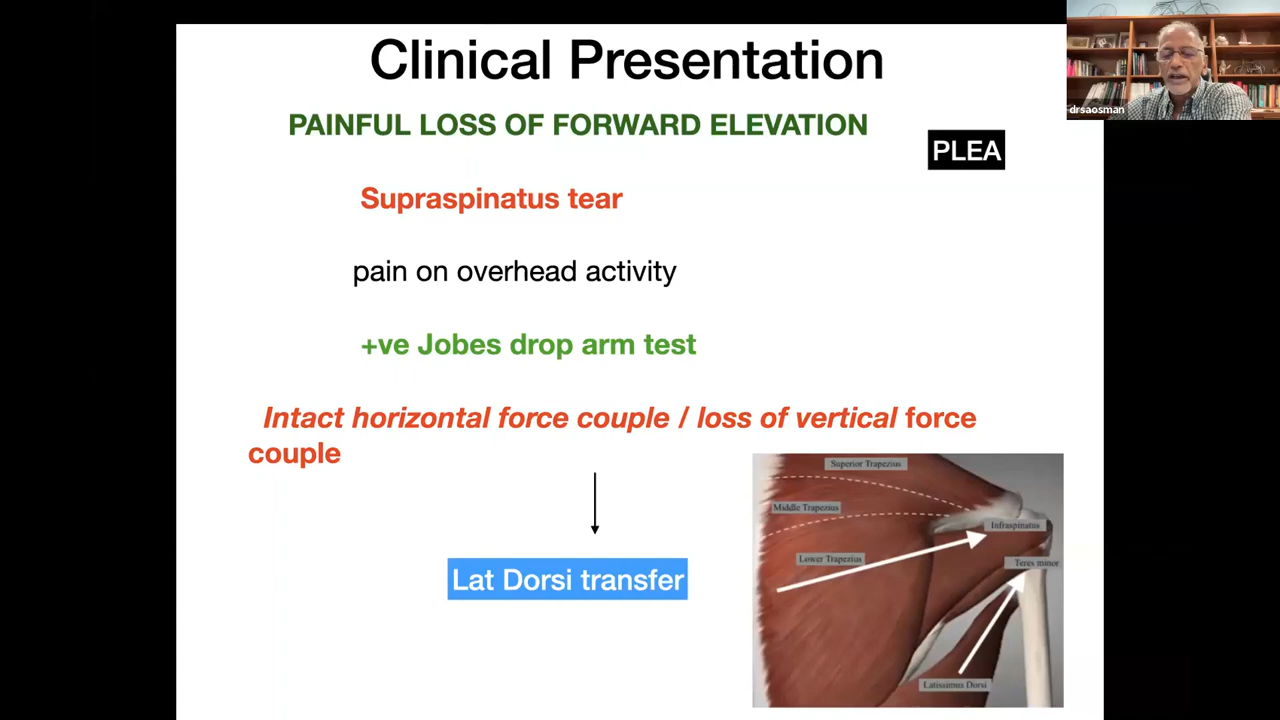 Clinical Presentation
drsaosman
PAINFUL LOSS OF FORWARD ELEVATION
PLEA
Supraspinatus tear
pain on overhead activity
+ve Jobes drop arm test
Intact horizontal force couple / loss of vertical force
couple
Superior Trapezius
Middle Trapezius
Infraspinatus
Lower Trapezius
Teres minor
Lat Dorsi transfer
Latissimus Dorsi